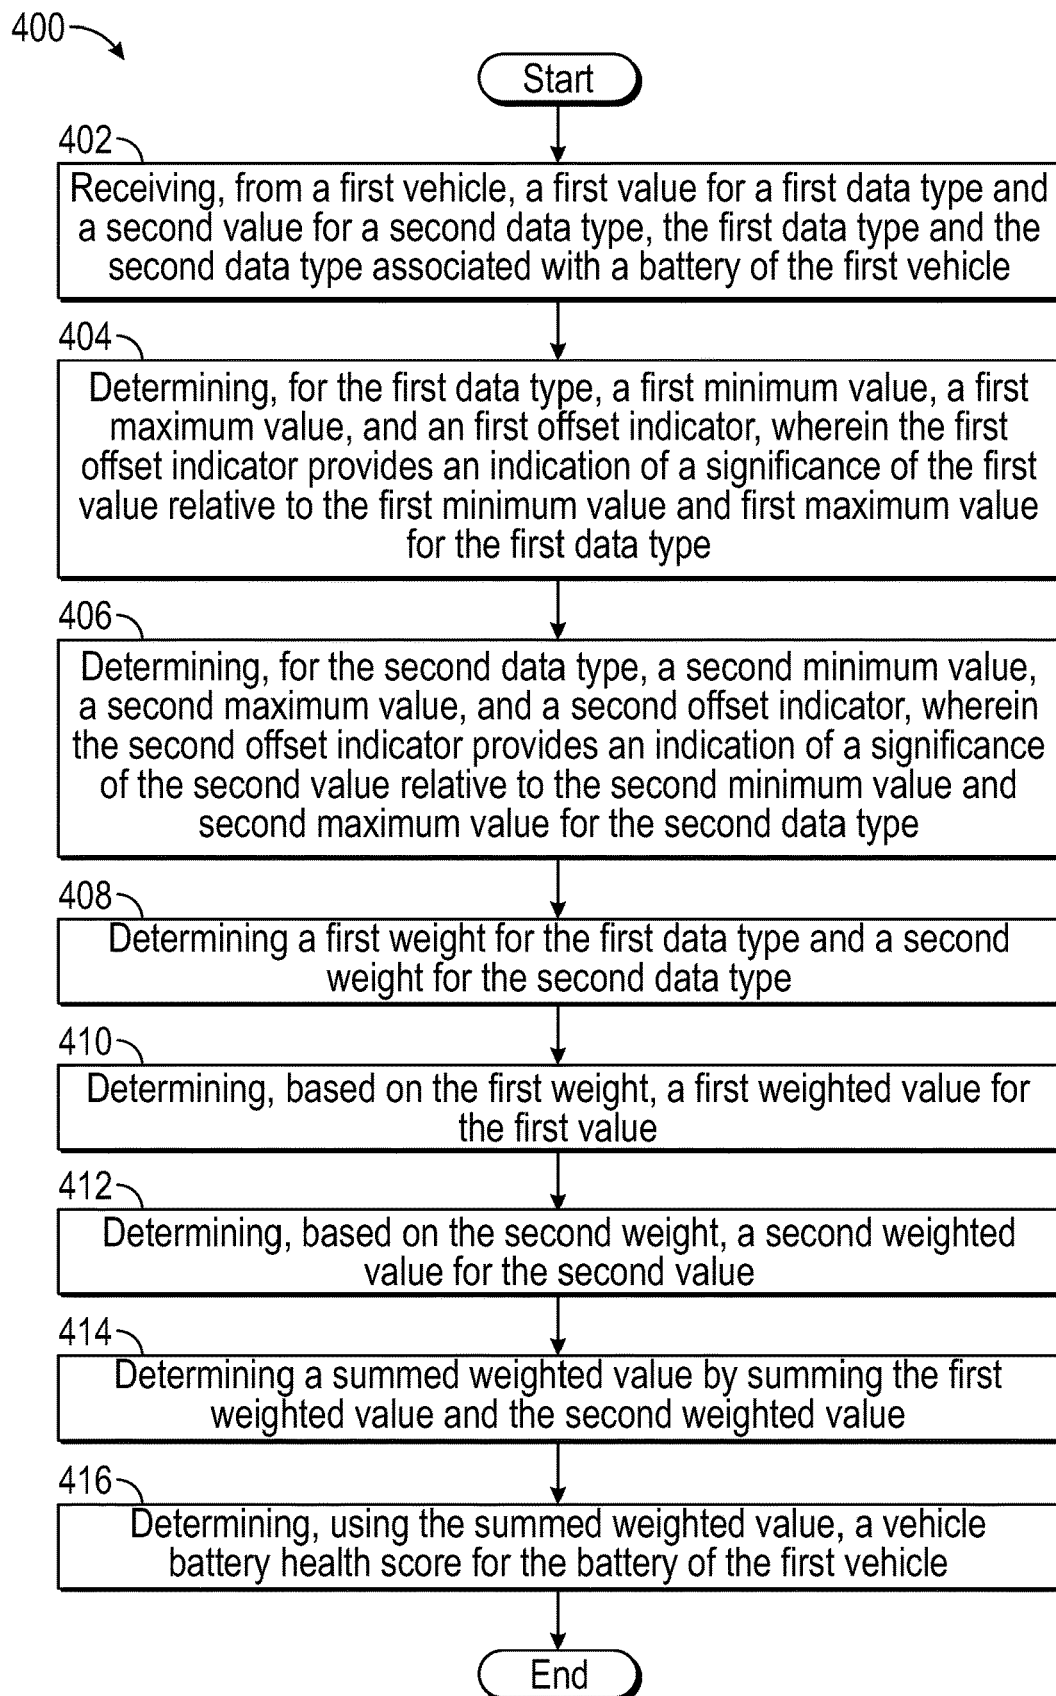 400
Start
402
Receiving, from a first vehicle, a first value for a first data type and
a second value for a second data type, the first data type and the
second data type associated with a battery of the first vehicle
404
Determining, for the first data type, a first minimum value, a first
maximum value, and an first offset indicator, wherein the first
offset indicator provides an indication of a significance of the first
value relative to the first minimum value and first maximum value
for the first data type
406
Determining, for the second data type, a second minimum value,
a second maximum value, and a second offset indicator, wherein
the second offset indicator provides an indication of a significance
of the second value relative to the second minimum value and
second maximum value for the second data type
408
Determining a first weight for the first data type and a second
weight for the second data type
410
Determining, based on the first weight, a first weighted value for
the first value
412
Determining, based on the second weight, a second weighted
value for the second value
414
Determining a summed weighted value by summing the first
weighted value and the second weighted value
416
Determining, using the summed weighted value, a vehicle
battery health score for the battery of the first vehicle
End